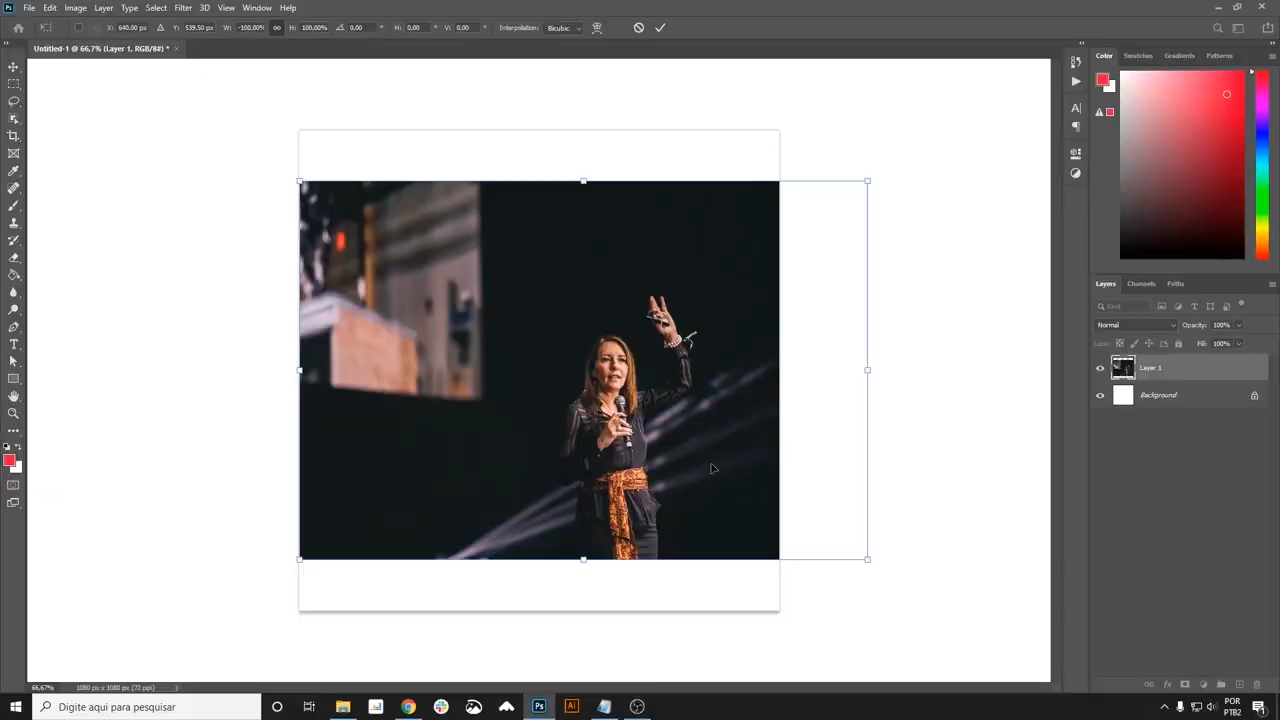 File Edit Image Layer Type Select Filter 3D View Window Help
X: 640,00 px Y: 539,50 px W: -100,00% H: 100,00% 0,00 ° H: 0,00 ° V: 0,00 ° Interpolation: Bicubic
Untitled-1 @ 66,7% (Layer 1, RGB/8#) *
Color Swatches Gradients Patterns
Layers Channels Paths
Kind
Normal Opacity: 100%
Lock: Fill: 100%
Layer 1
Background
66,67% 1080 px x 1080 px (72 ppi)
Digite aqui para pesquisar
POR
PTB2